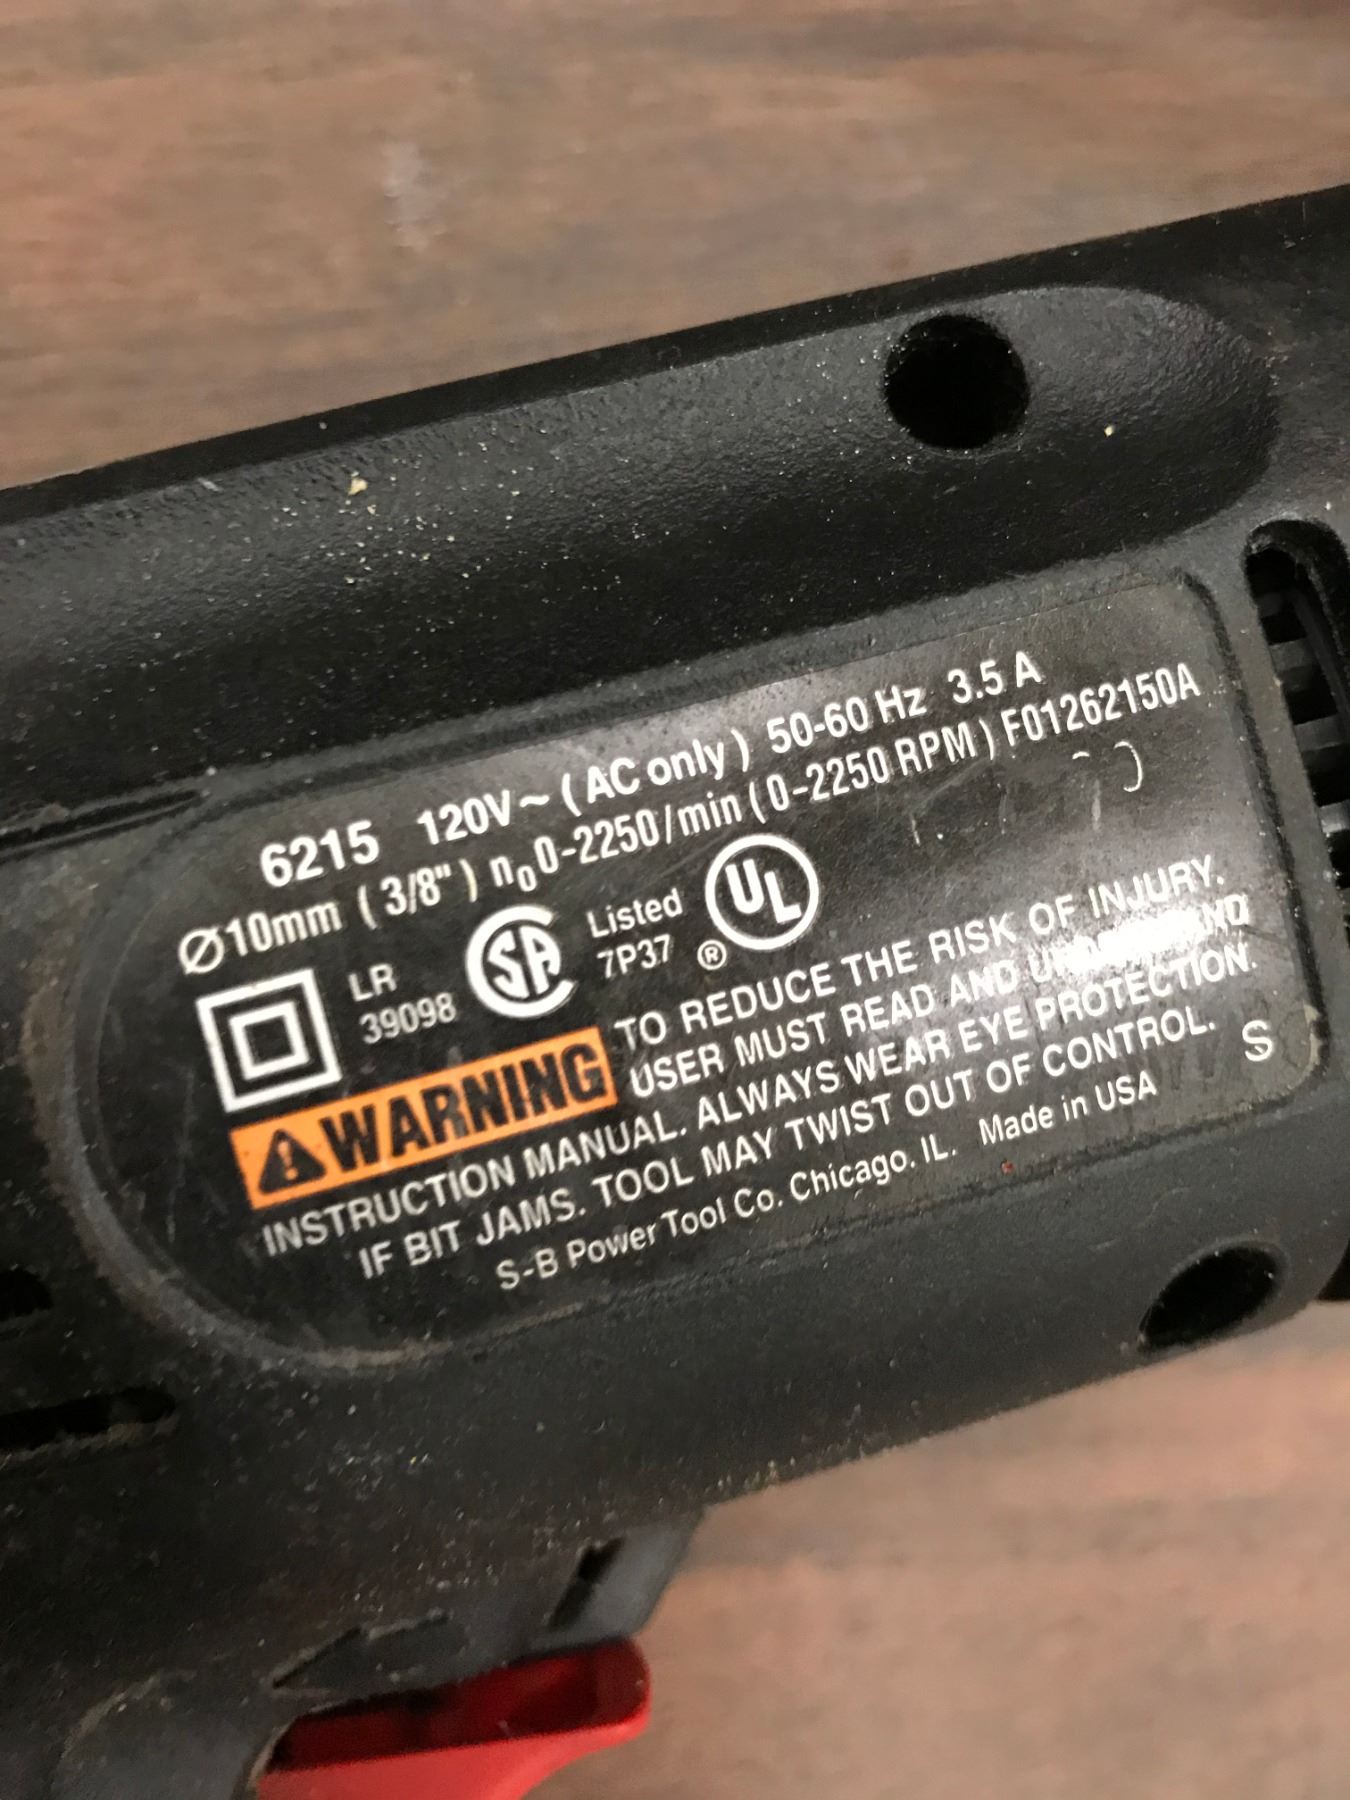 6215 120V~ (AC only) 50-60 Hz 3.5 A
Ø10mm (3/8") n₀0-2250/min (0-2250 RPM) F01262150A
LR
39098
SA
Listed
7P37
UL
®
WARNING TO REDUCE THE RISK OF INJURY.
USER MUST READ AND UNDERSTAND
INSTRUCTION MANUAL. ALWAYS WEAR EYE PROTECTION.
IF BIT JAMS. TOOL MAY TWIST OUT OF CONTROL.
S-B Power Tool Co. Chicago. IL. Made in USA
S